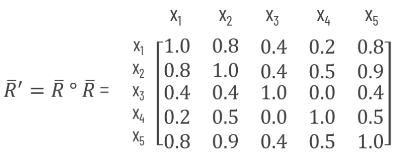 x₁ x₂ x₃ x₄ x₅
x₁ 1.0 0.8 0.4 0.2 0.8
x₂ 0.8 1.0 0.4 0.5 0.9
R̄′ = R̄ ∘ R̄ = x₃ 0.4 0.4 1.0 0.0 0.4
x₄ 0.2 0.5 0.0 1.0 0.5
x₅ 0.8 0.9 0.4 0.5 1.0